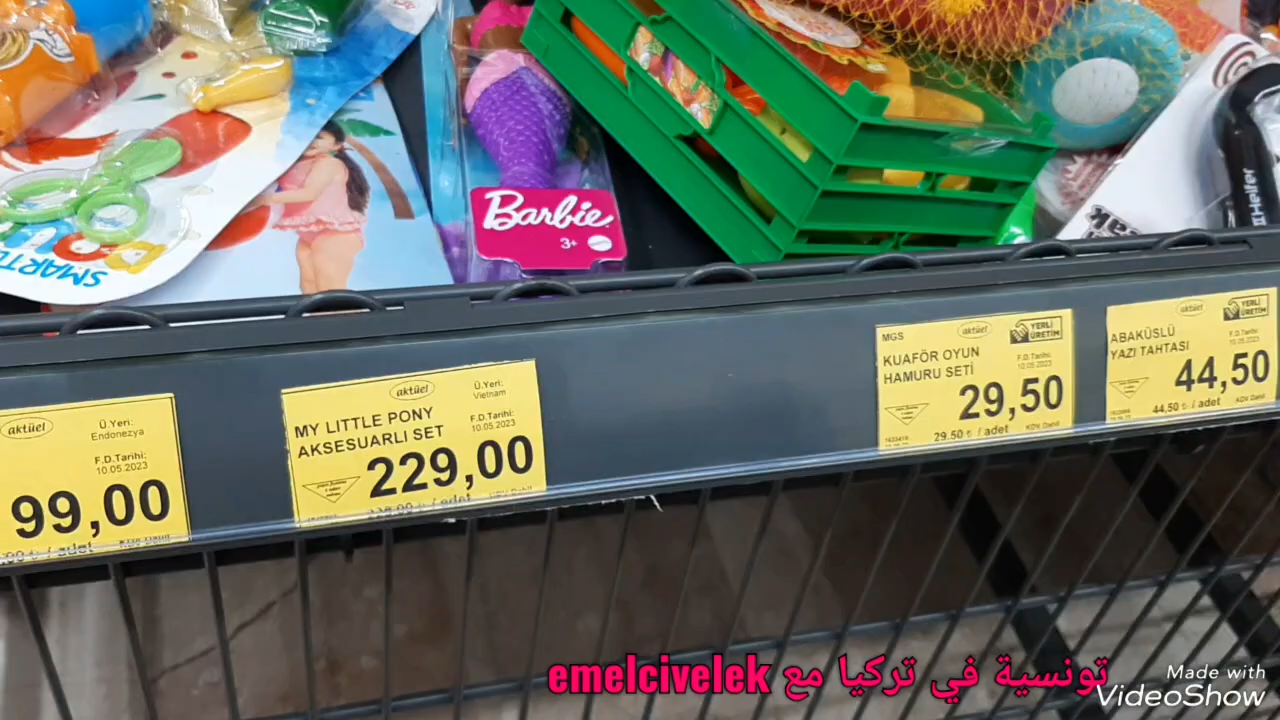 SMART
Barbie
3+
Helfer
aktüel
Ü.Yeri:
Endonezya
F.D.Tarihi:
10.05.2023
99,00
aktüel
Ü.Yeri:
Vietnam
MY LITTLE PONY
AKSESUARLI SET
F.D.Tarihi:
10.05.2023
229,00
MGS
aktüel
YERLİ
ÜRETİM
KUAFÖR OYUN
HAMURU SETİ
F.D.Tarihi:
10.05.2023
29,50
29.50 ₺ / adet
KDV Dahil
aktüel
YERLİ
ÜRETİM
ABAKÜSLÜ
YAZI TAHTASI
F.D.Tarihi:
10.05.2023
44,50
44,50 ₺ / adet
KDV Dahil
تونسية في تركيا مع emelcivelek
Made with
VideoShow